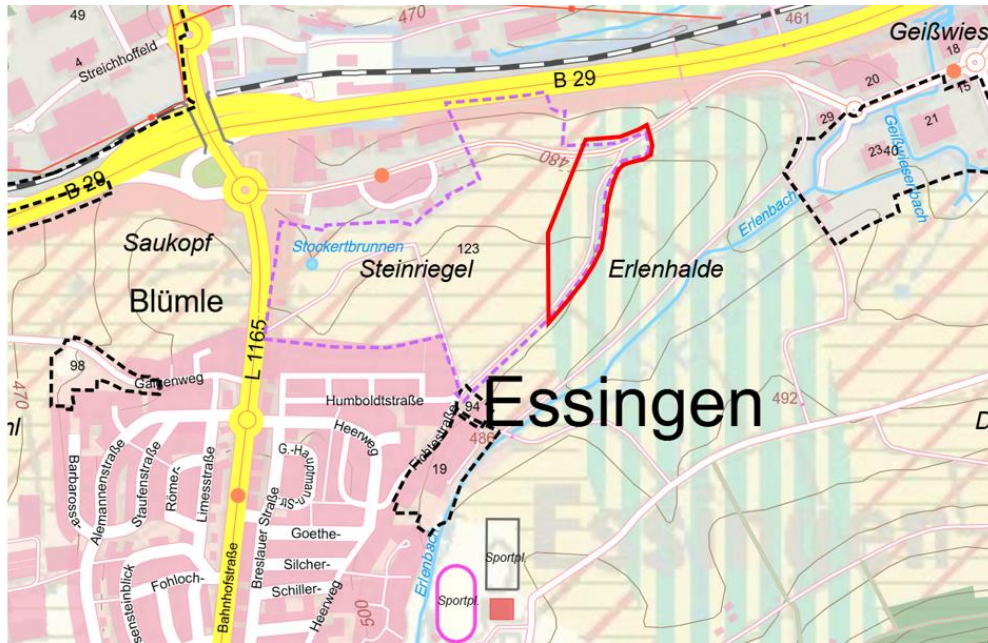 49
470
461
Geißwies
4
Streichhoffeld
B 29
18
15
20
29
21
2340
Geißwiesenbach
480
B 29
Erlenbach
Saukopf
Stockertbrunnen
123
Steinriegel
Erlenhalde
Blümle
L 1165
98
Gartenweg
470
Humboldtstraße
94
Essingen
492
486
Heerweg
G.-Hauptmann-Str.
19
Barbarossa-
Alemannenstraße
Staufenstraße
Römer-
Limesstraße
Breslauer Straße
Goethe-
Silcher-
Schiller-
Heerweg
Fohloch-
Bahnhofstraße
500
Erlenbach
Sportpl.
Sportpl.
Essingen
D